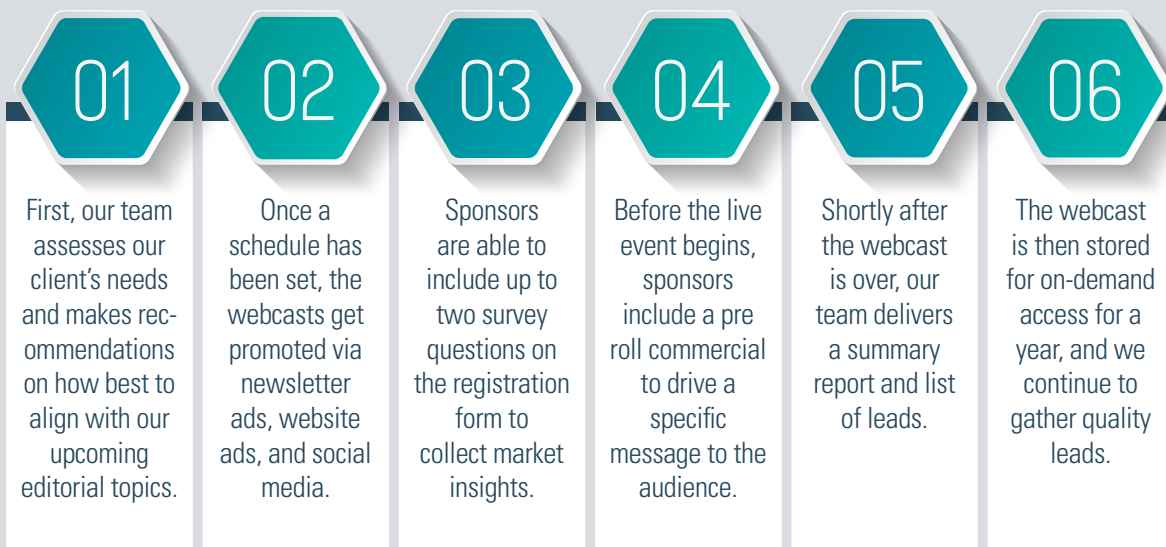 01
First, our team
assesses our
client's needs
and makes rec-
ommendations
on how best to
align with our
upcoming
editorial topics.
02
Once a
schedule has
been set, the
webcasts get
promoted via
newsletter
ads, website
ads, and social
media.
03
Sponsors
are able to
include up to
two survey
questions on
the registration
form to
collect market
insights.
04
Before the live
event begins,
sponsors
include a pre
roll commercial
to drive a
specific
message to the
audience.
05
Shortly after
the webcast
is over, our
team delivers
a summary
report and list
of leads.
06
The webcast
is then stored
for on-demand
access for a
year, and we
continue to
gather quality
leads.